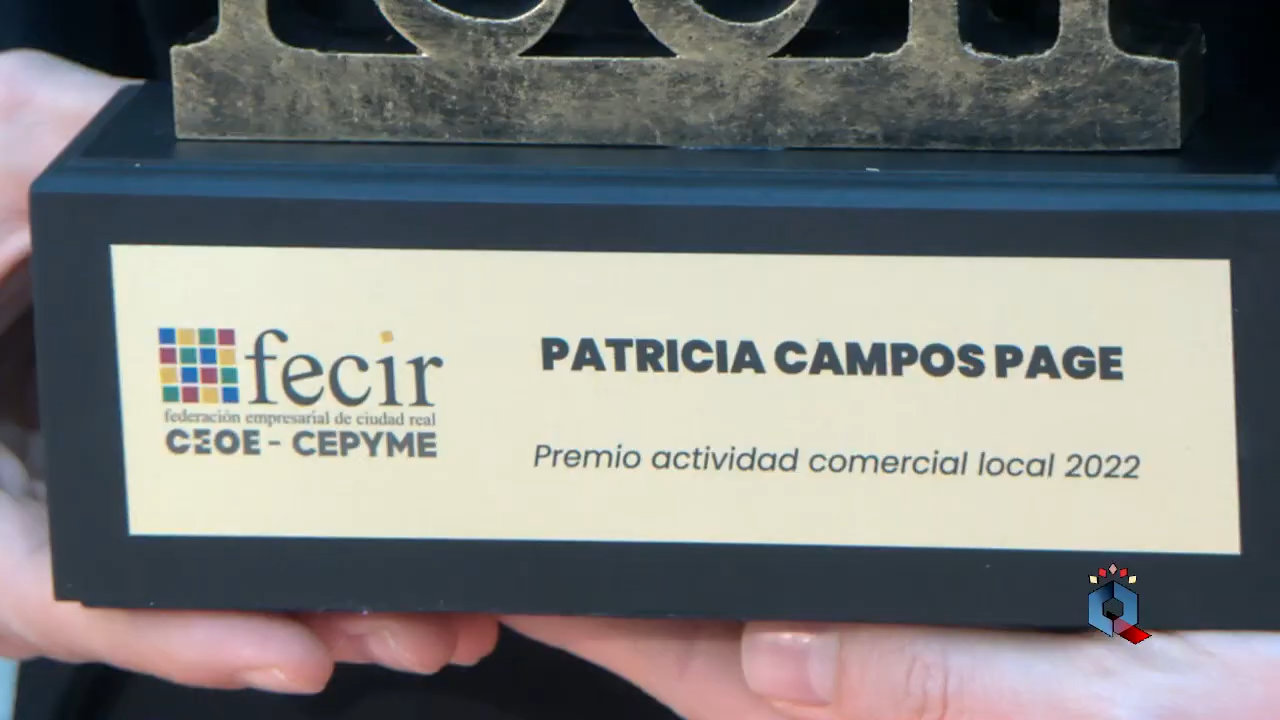 fecir
federación empresarial de ciudad real
CEOE - CEPYME
PATRICIA CAMPOS PAGE
Premio actividad comercial local 2022